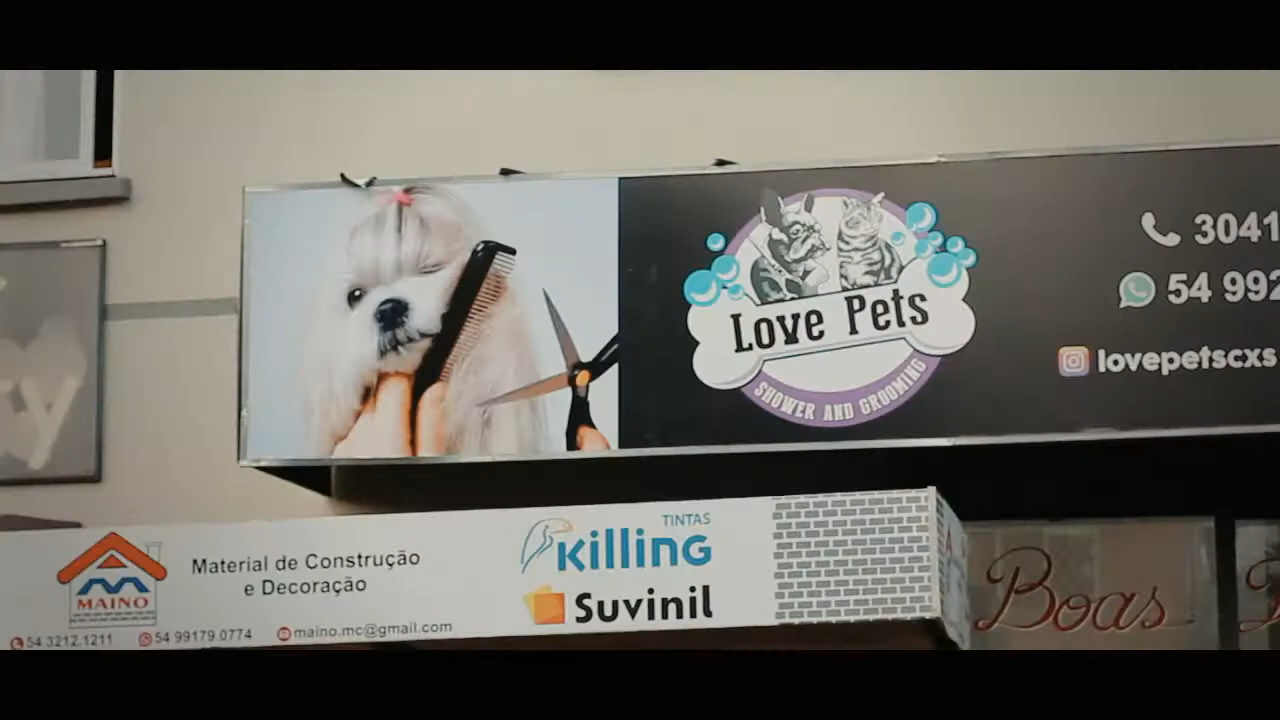 Love Pets
SHOWER AND GROOMING
3041
54 992
lovepetscxs
MAINO
Material de Construção
e Decoração
54 3212.1211
54 99179.0774
maino.mc@gmail.com
TINTAS
Killing
Suvinil
Boas